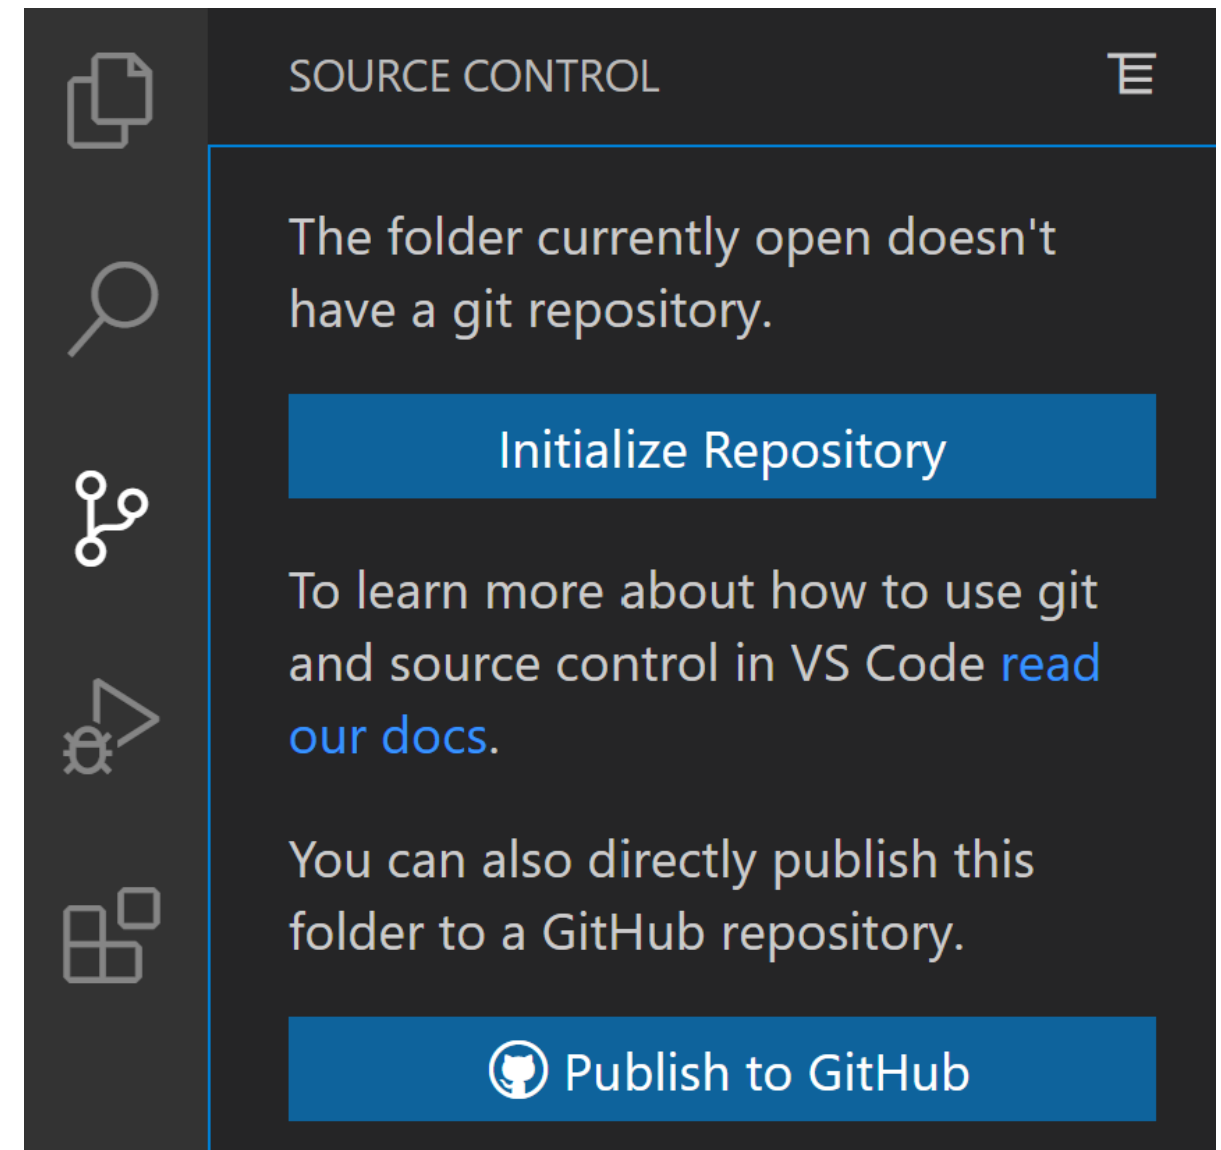 SOURCE CONTROL
The folder currently open doesn't
have a git repository.
Initialize Repository
To learn more about how to use git
and source control in VS Code read
our docs.
You can also directly publish this
folder to a GitHub repository.
Publish to GitHub